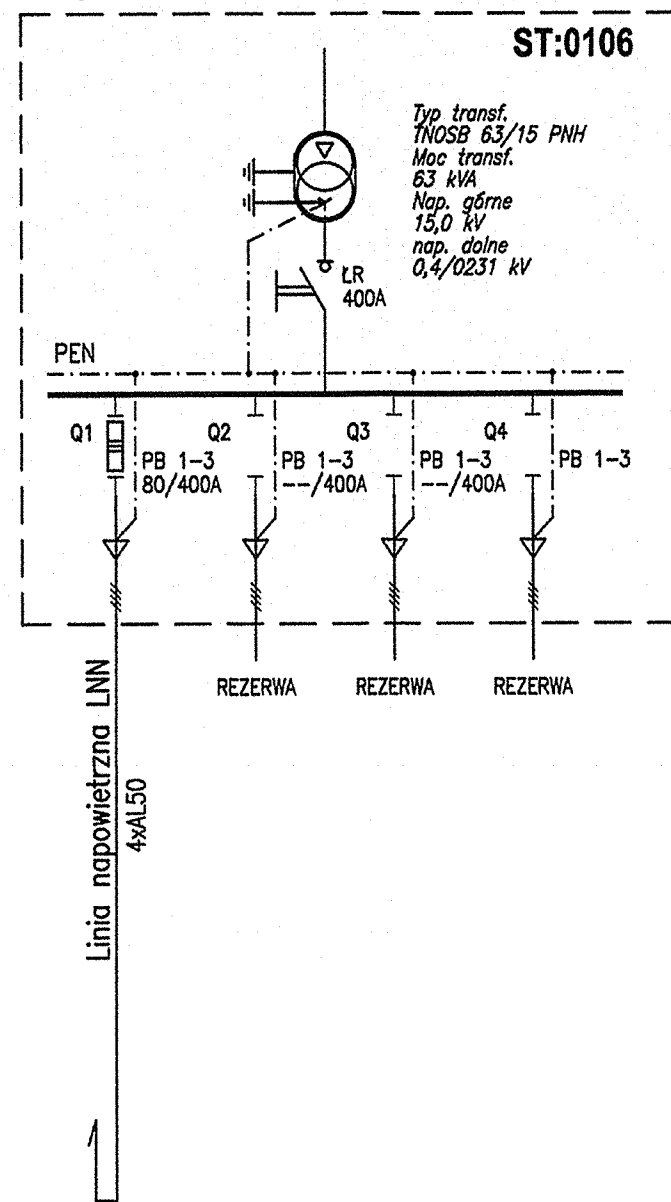 ST:0106
Typ transf.
TNOSB 63/15 PNH
Moc transf.
63 kVA
Nap. górne
15,0 kV
nap. dolne
0,4/0231 kV
ŁR
400A
PEN
Q1
PB 1-3
80/400A
Q2
PB 1-3
--/400A
Q3
PB 1-3
--/400A
Q4
PB 1-3
REZERWA
REZERWA
REZERWA
Linia napowietrzna LNN
4xAL50